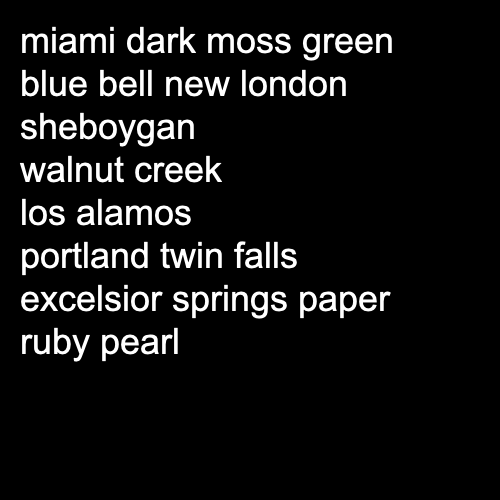 miami dark moss green
blue bell new london
sheboygan
walnut creek
los alamos
portland twin falls
excelsior springs paper
ruby pearl